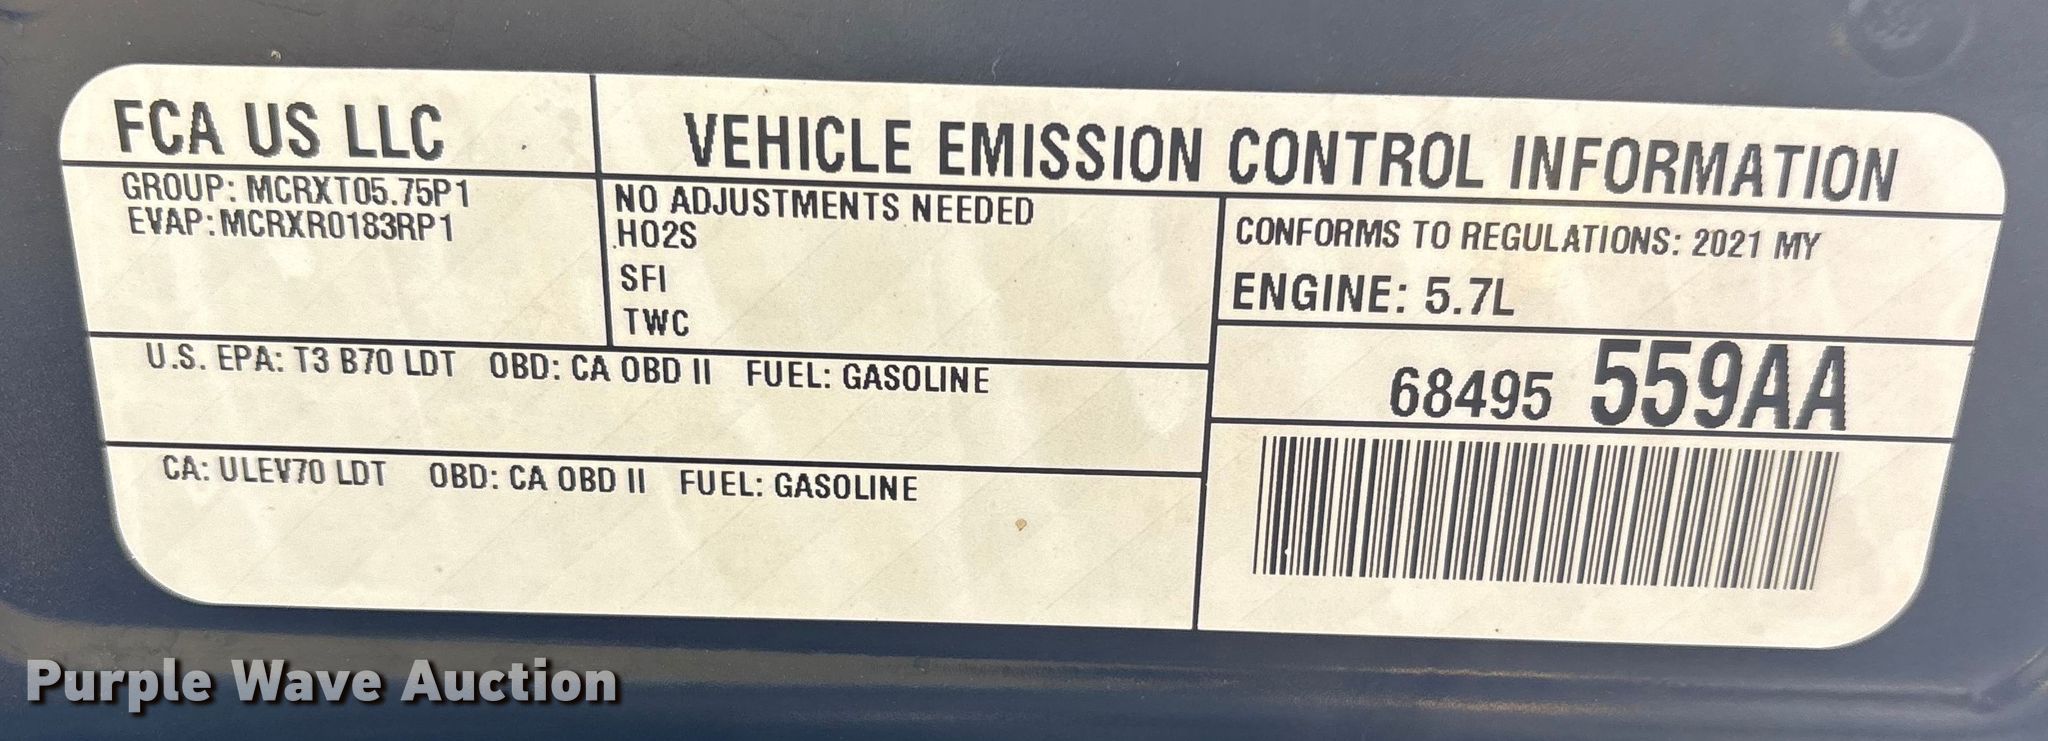 FCA US LLC
VEHICLE EMISSION CONTROL INFORMATION
GROUP: MCRXT05.75P1
EVAP: MCRXR0183RP1
NO ADJUSTMENTS NEEDED
HO2S
SFI
TWC
CONFORMS TO REGULATIONS: 2021 MY
ENGINE: 5.7L
U.S. EPA: T3 B70 LDT OBD: CA OBD II FUEL: GASOLINE
68495 559AA
CA: ULEV70 LDT OBD: CA OBD II FUEL: GASOLINE
Purple Wave Auction